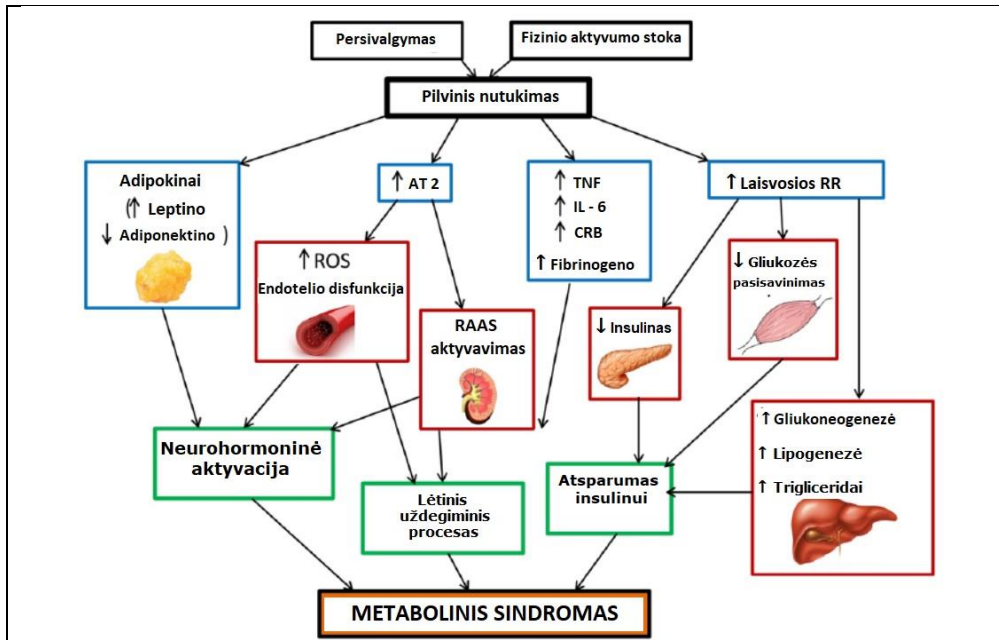 Persivalgymas
Fizinio aktyvumo stoka
Pilvinis nutukimas
Adipokinai
(↑ Leptino
↓ Adiponektino )
↑ AT 2
↑ TNF
↑ IL - 6
↑ CRB
↑ Fibrinogeno
↑ Laisvosios RR
↑ ROS
Endotelio disfunkcija
RAAS
aktyvavimas
↓ Insulinas
↓ Gliukozės
pasisavinimas
↑ Gliukoneogenezė
↑ Lipogenezė
↑ Trigliceridai
Neurohormoninė
aktyvacija
Lėtinis
uždegiminis
procesas
Atsparumas
insulinui
METABOLINIS SINDROMAS